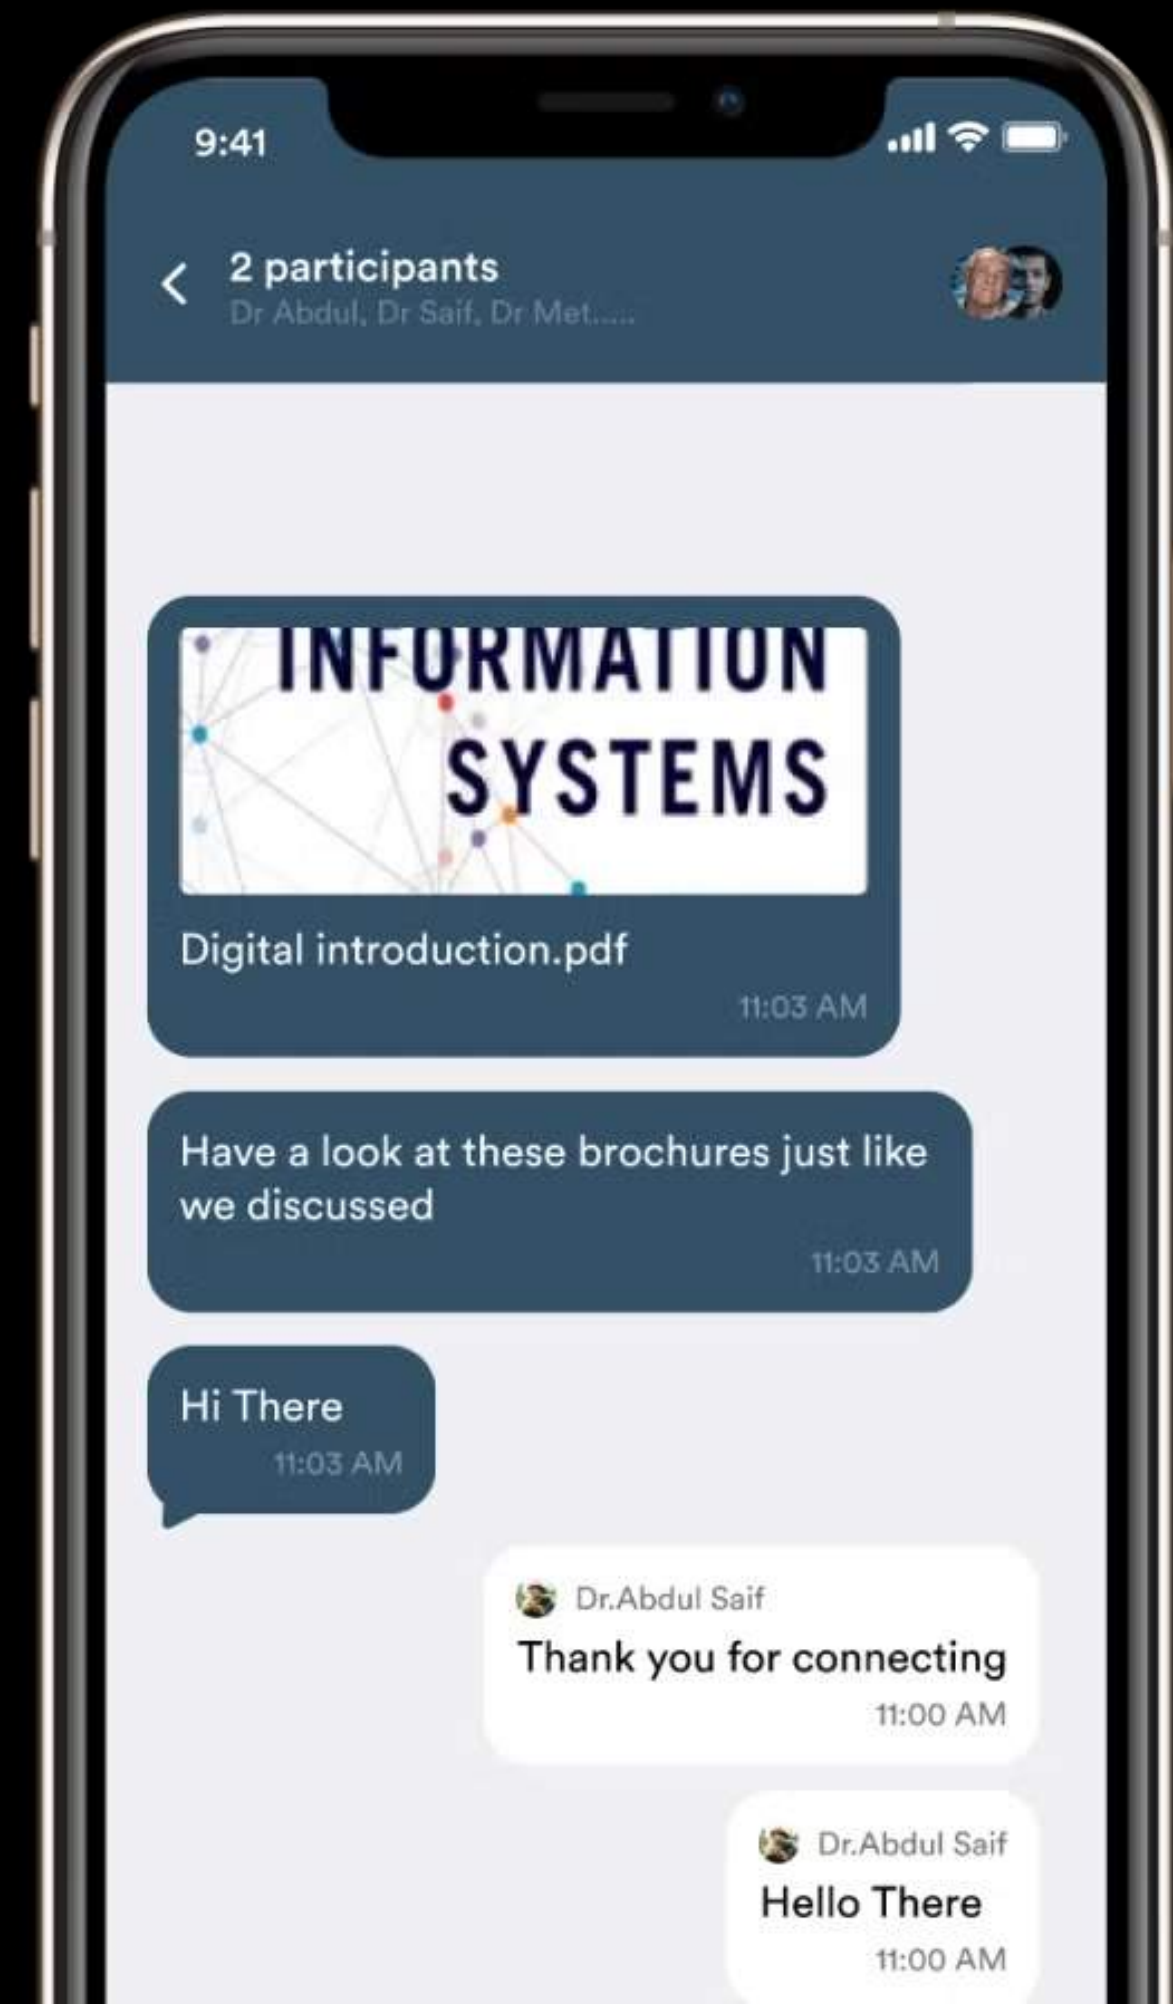 9:41
2 participants
Dr Abdul, Dr Saif, Dr Met.....
INFORMATION
SYSTEMS
Digital introduction.pdf
11:03 AM
Have a look at these brochures just like
we discussed
11:03 AM
Hi There
11:03 AM
Dr.Abdul Saif
Thank you for connecting
11:00 AM
Dr.Abdul Saif
Hello There
11:00 AM